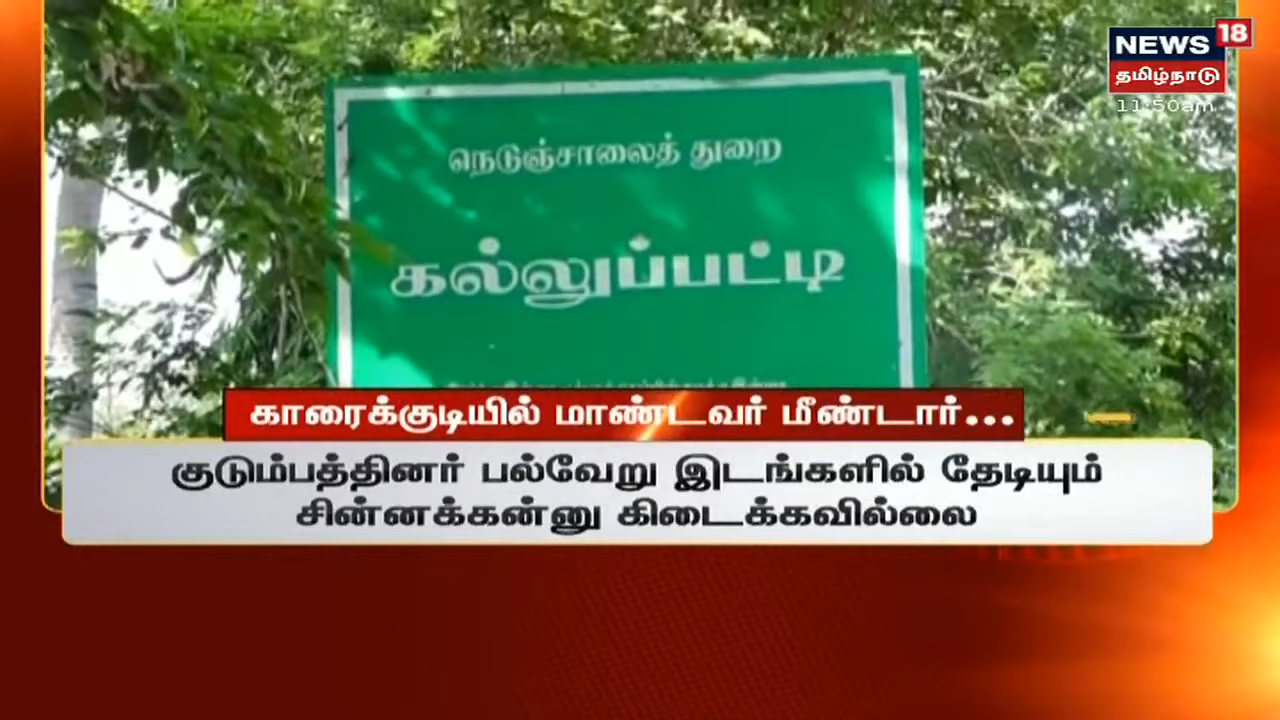 NEWS 18
தமிழ்நாடு
11:50am
நெடுஞ்சாலைத் துறை
கல்லுப்பட்டி
காரைக்குடியில் மாண்டவர் மீண்டார்...
குடும்பத்தினர் பல்வேறு இடங்களில் தேடியும்
சின்னக்கன்னு கிடைக்கவில்லை